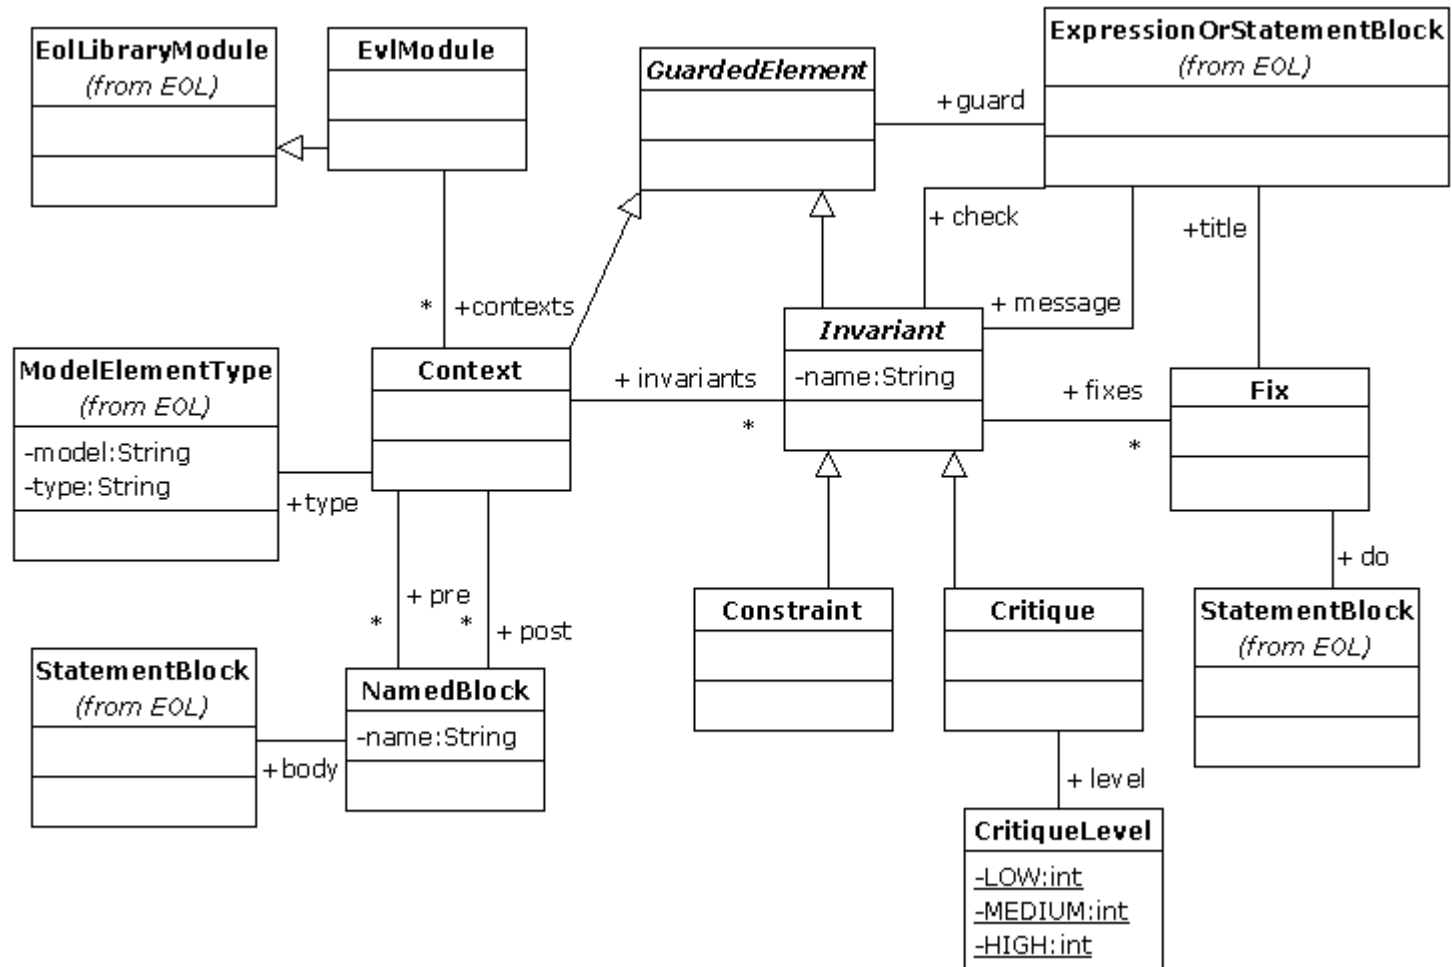 EolLibraryModule
(from EOL)
EvlModule
GuardedElement
ExpressionOrStatementBlock
(from EOL)
+guard
+ check
+title
+ message
* +contexts
Invariant
-name:String
ModelElementType
(from EOL)
-model:String
-type:String
Context
+ invariants
*
+ fixes
*
Fix
+type
+ do
+ pre
*
*
+ post
Constraint
Critique
StatementBlock
(from EOL)
StatementBlock
(from EOL)
NamedBlock
-name:String
+body
+ level
CritiqueLevel
-LOW:int
-MEDIUM:int
-HIGH:int